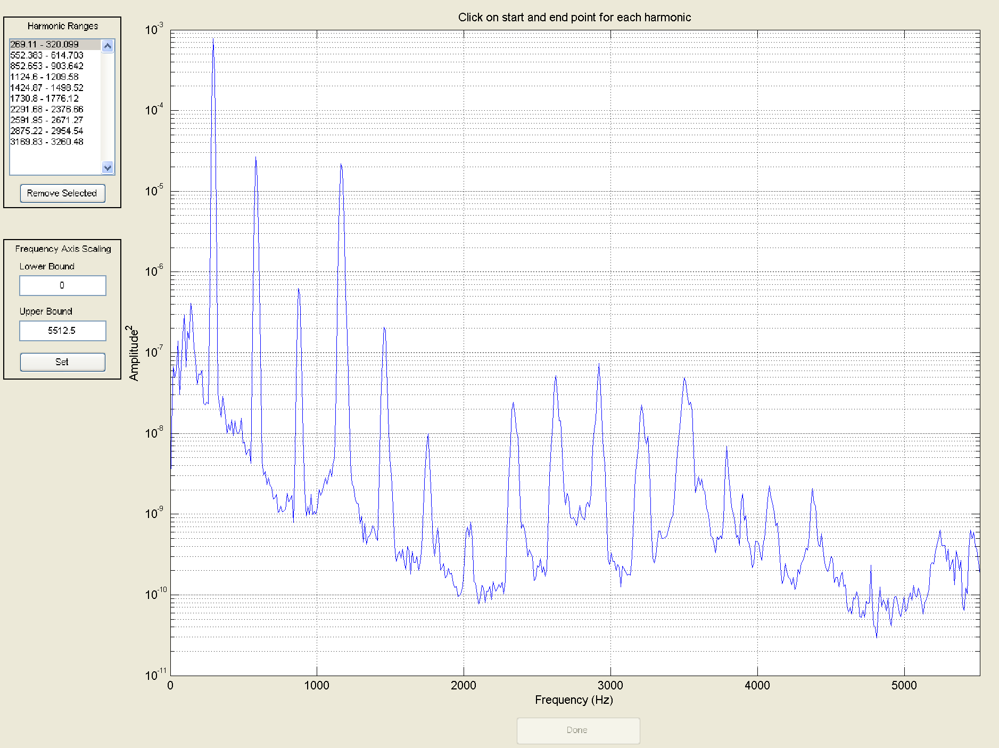 Click on start and end point for each harmonic
Harmonic Ranges
269.11 - 320.099
552.383 - 614.703
852.653 - 903.642
1124.6 - 1209.58
1424.87 - 1498.52
1730.8 - 1776.12
2291.68 - 2376.66
2591.95 - 2671.27
2875.22 - 2954.54
3169.83 - 3260.48
Remove Selected
Frequency Axis Scaling
Lower Bound
0
Upper Bound
5512.5
Set
Amplitude²
10⁻³
10⁻⁴
10⁻⁵
10⁻⁶
10⁻⁷
10⁻⁸
10⁻⁹
10⁻¹⁰
10⁻¹¹
0 1000 2000 3000 4000 5000
Frequency (Hz)
Done